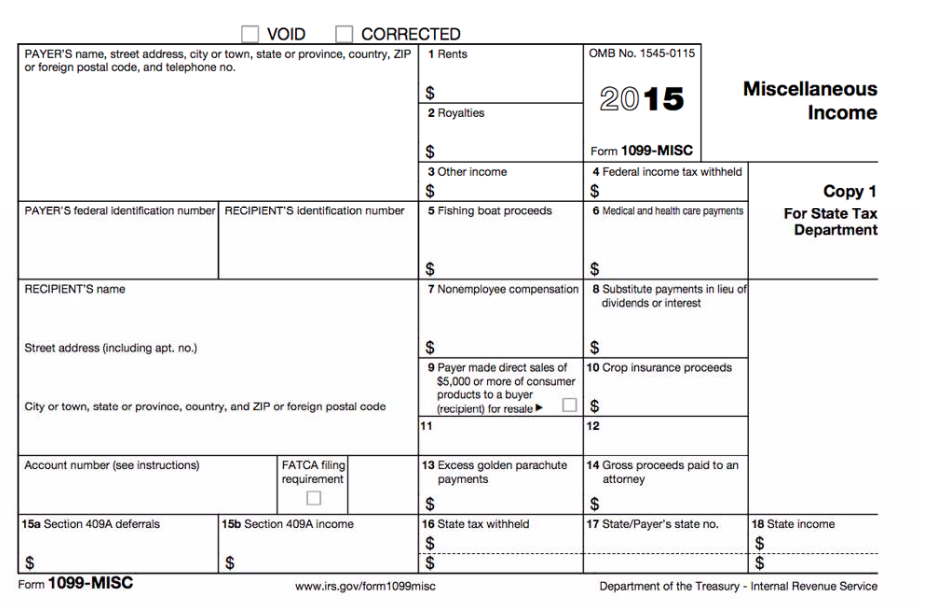 VOID CORRECTED
PAYER'S name, street address, city or town, state or province, country, ZIP
or foreign postal code, and telephone no.
1 Rents
$
2 Royalties
$
OMB No. 1545-0115
2015
Form 1099-MISC
Miscellaneous
Income
3 Other income
$
4 Federal income tax withheld
$
Copy 1
For State Tax
Department
PAYER'S federal identification number
RECIPIENT'S identification number
5 Fishing boat proceeds
$
6 Medical and health care payments
$
RECIPIENT'S name
Street address (including apt. no.)
City or town, state or province, country, and ZIP or foreign postal code
7 Nonemployee compensation
$
8 Substitute payments in lieu of
dividends or interest
$
9 Payer made direct sales of
$5,000 or more of consumer
products to a buyer
(recipient) for resale ►
10 Crop insurance proceeds
$
11
12
Account number (see instructions)
FATCA filing
requirement
13 Excess golden parachute
payments
$
14 Gross proceeds paid to an
attorney
$
15a Section 409A deferrals
$
15b Section 409A income
$
16 State tax withheld
$
$
17 State/Payer's state no.
18 State income
$
$
Form 1099-MISC
www.irs.gov/form1099misc
Department of the Treasury - Internal Revenue Service